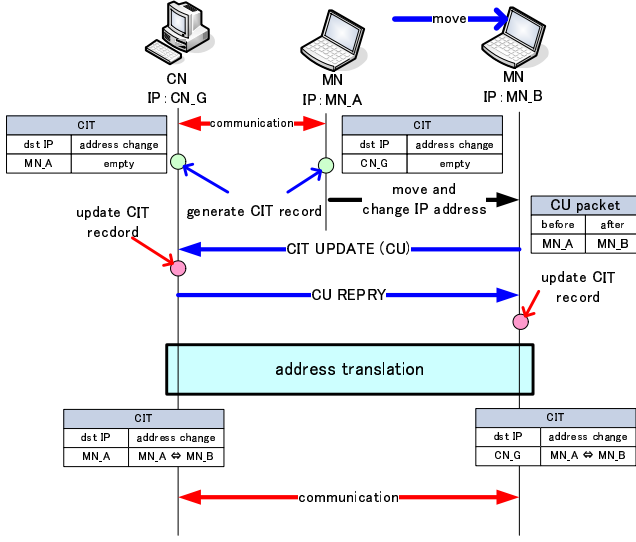 move
CN
IP : CN_G
MN
IP : MN_A
MN
IP : MN_B
CIT
dst IP address change
MN_A empty
communication
CIT
dst IP address change
CN_G empty
generate CIT record
move and
change IP address
CU packet
before after
MN_A MN_B
update CIT
recdord
CIT UPDATE (CU)
CU REPRY
update CIT
record
address translation
CIT
dst IP address change
MN_A MN_A ⇔ MN_B
CIT
dst IP address change
CN_G MN_A ⇔ MN_B
communication